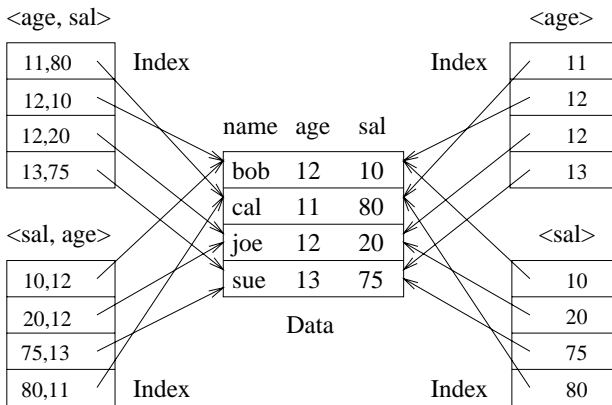 <age, sal>
11,80
12,10
12,20
13,75
Index
<sal, age>
10,12
20,12
75,13
80,11
Index
name age sal
bob 12 10
cal 11 80
joe 12 20
sue 13 75
Data
<age>
Index
11
12
12
13
<sal>
10
20
75
80
Index